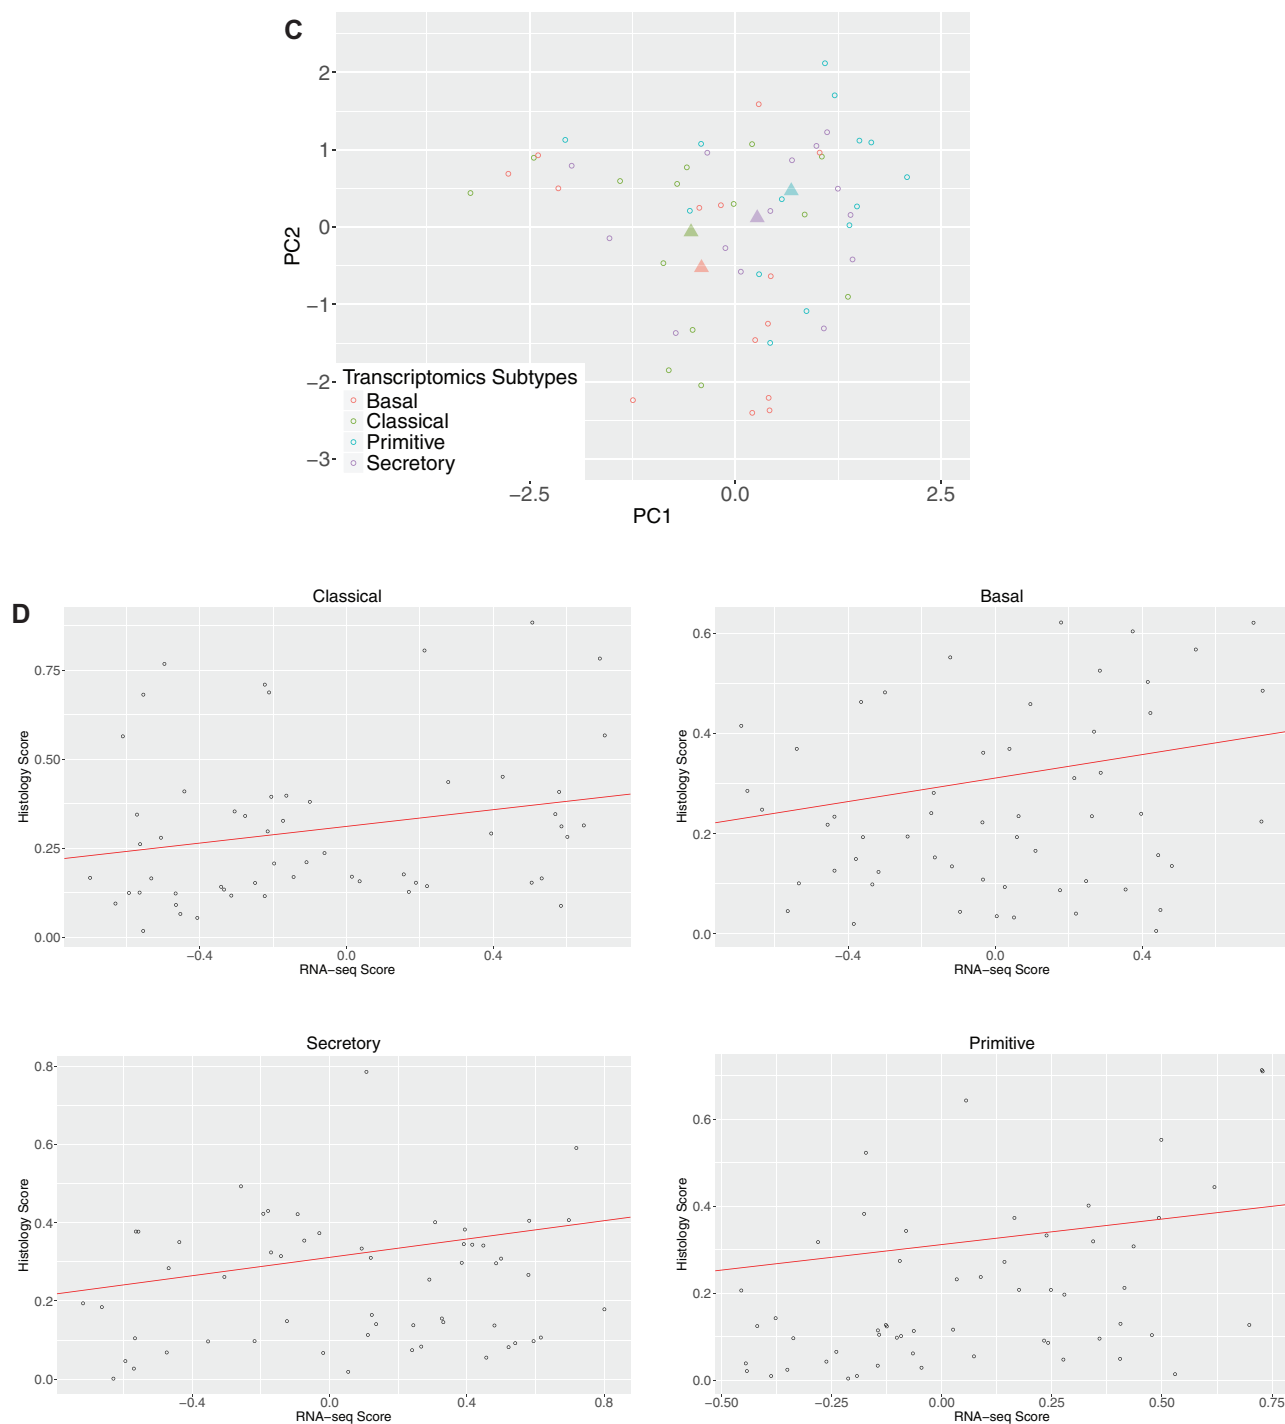 C
2
1
0
−1
−2
−3
PC2
Transcriptomics Subtypes
Basal
Classical
Primitive
Secretory
−2.5 0.0 2.5
PC1
D
Classical
0.75
0.50
0.25
0.00
Histology Score
−0.4 0.0 0.4
RNA−seq Score
Basal
0.6
0.4
0.2
0.0
Histology Score
−0.4 0.0 0.4
RNA−seq Score
Secretory
0.8
0.6
0.4
0.2
0.0
Histology Score
−0.4 0.0 0.4 0.8
RNA−seq Score
Primitive
0.6
0.4
0.2
0.0
Histology Score
−0.50 −0.25 0.00 0.25 0.50 0.75
RNA−seq Score